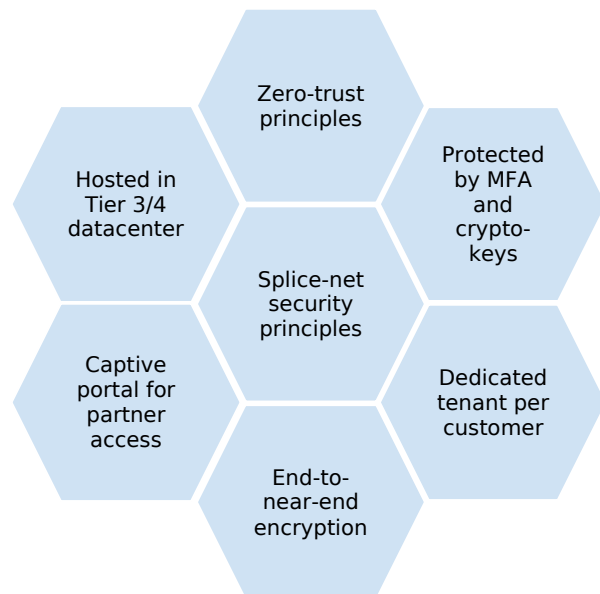 Zero-trust
principles
Protected
by MFA
and
crypto-
keys
Hosted in
Tier 3/4
datacenter
Splice-net
security
principles
Captive
portal for
partner
access
Dedicated
tenant per
customer
End-to-
near-end
encryption